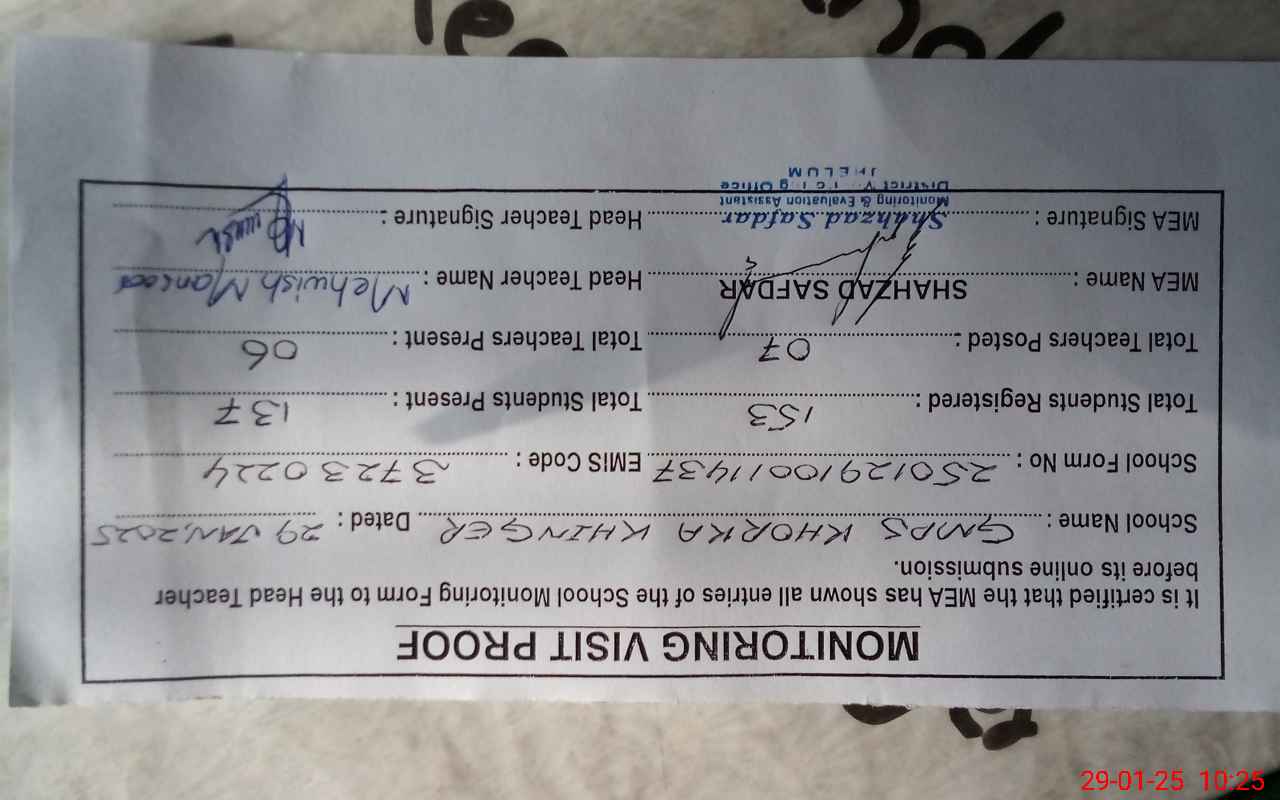 MONITORING VISIT PROOF
It is certified that the MEA has shown all entries of the School Monitoring Form to the Head Teacher
before its online submission.
School Name : GMPS KHORKA KHINGER Dated : 29 JAN, 2025
School Form No : 25012910011437 EMIS Code : 37230224
Total Students Registered : 153 Total Students Present : 137
Total Teachers Posted : 07 Total Teachers Present : 06
MEA Name : SHAHZAD SAFDAR Head Teacher Name : Mehwish Mansoor
MEA Signature : Shahzad Safdar Head Teacher Signature :
Monitoring & Evaluation Assistant
District Office
JHELUM
29-01-25 10:25